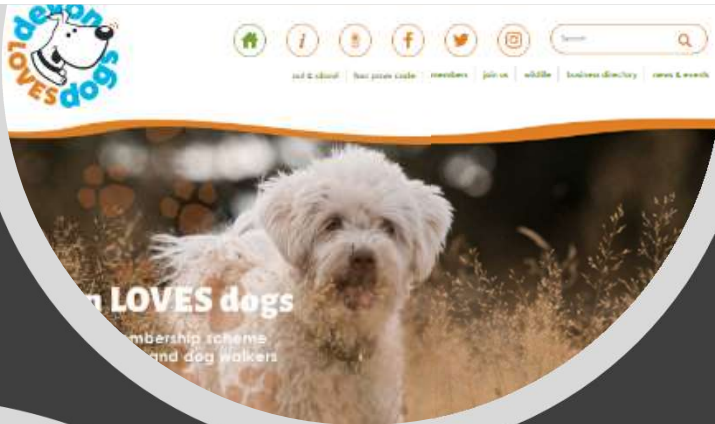 devon
LOVES
dogs
Search
out & about
four paws code
members
join us
wildlife
business directory
news & events
n LOVES dogs
mbership scheme
and dog walkers